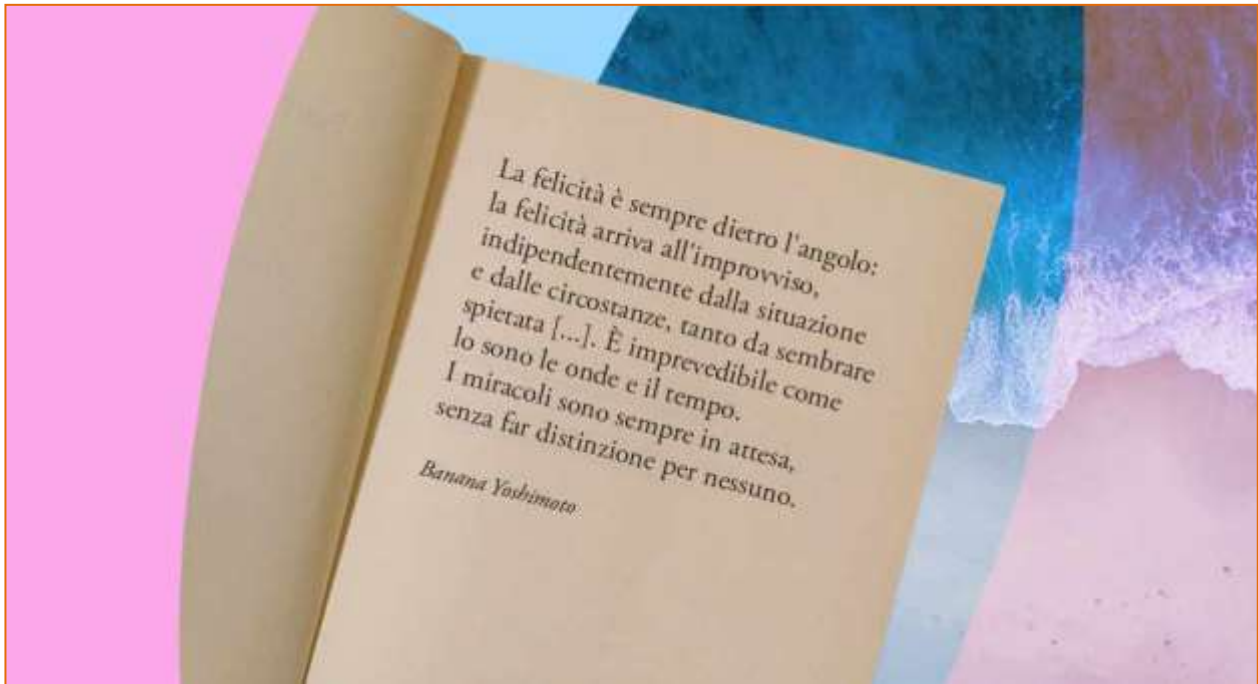 La felicità è sempre dietro l'angolo:
la felicità arriva all'improvviso,
indipendentemente dalla situazione
e dalle circostanze, tanto da sembrare
spietata [...]. È imprevedibile come
lo sono le onde e il tempo.
I miracoli sono sempre in attesa,
senza far distinzione per nessuno.
Banana Yoshimoto